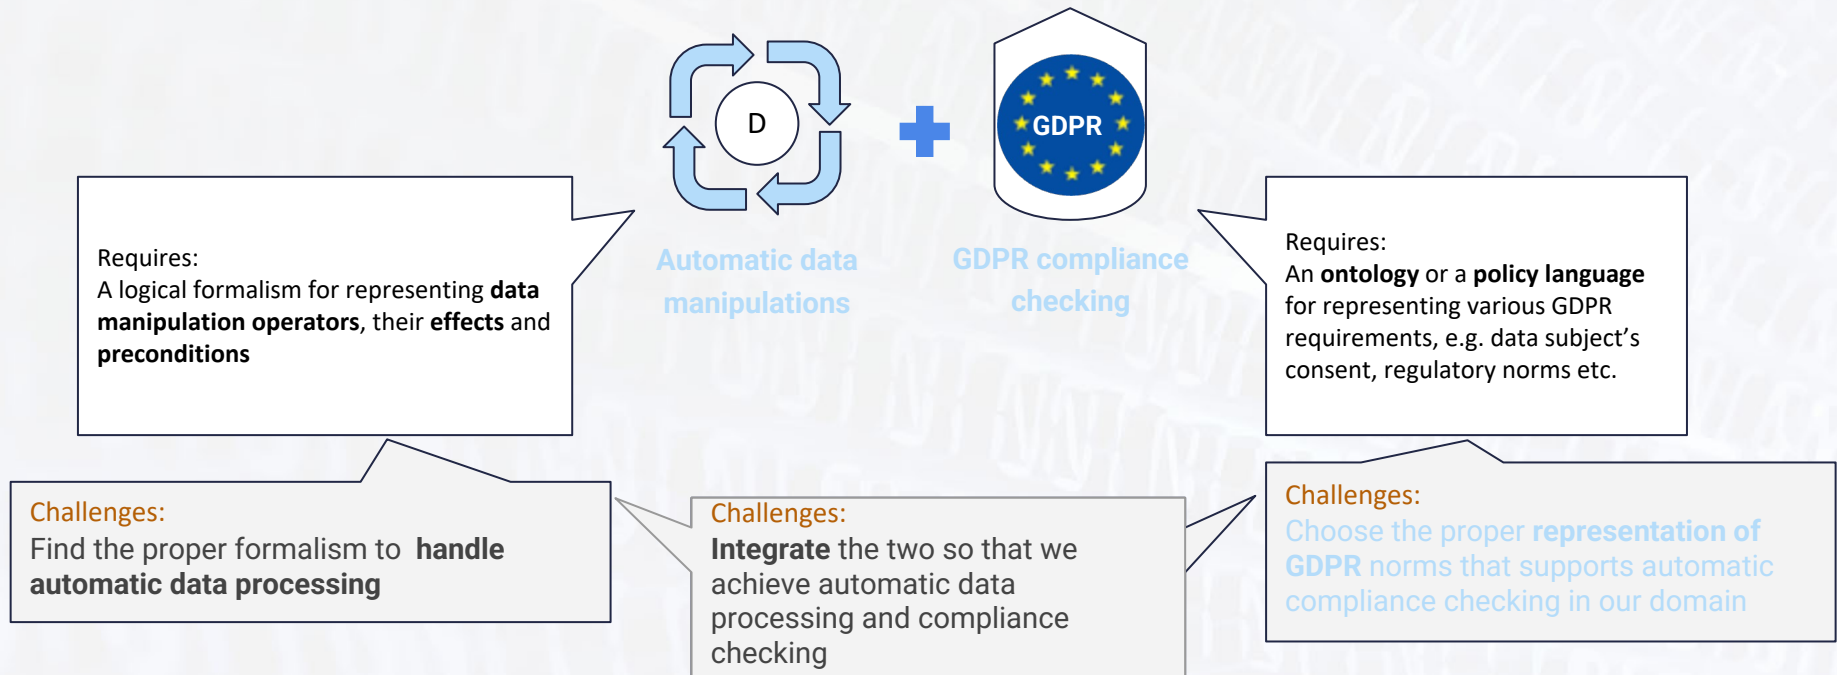 D
GDPR
Automatic data
manipulations
GDPR compliance
checking
Requires:
A logical formalism for representing data
manipulation operators, their effects and
preconditions
Requires:
An ontology or a policy language
for representing various GDPR
requirements, e.g. data subject’s
consent, regulatory norms etc.
Challenges:
Find the proper formalism to handle
automatic data processing
Challenges:
Integrate the two so that we
achieve automatic data
processing and compliance
checking
Challenges:
Choose the proper representation of
GDPR norms that supports automatic
compliance checking in our domain